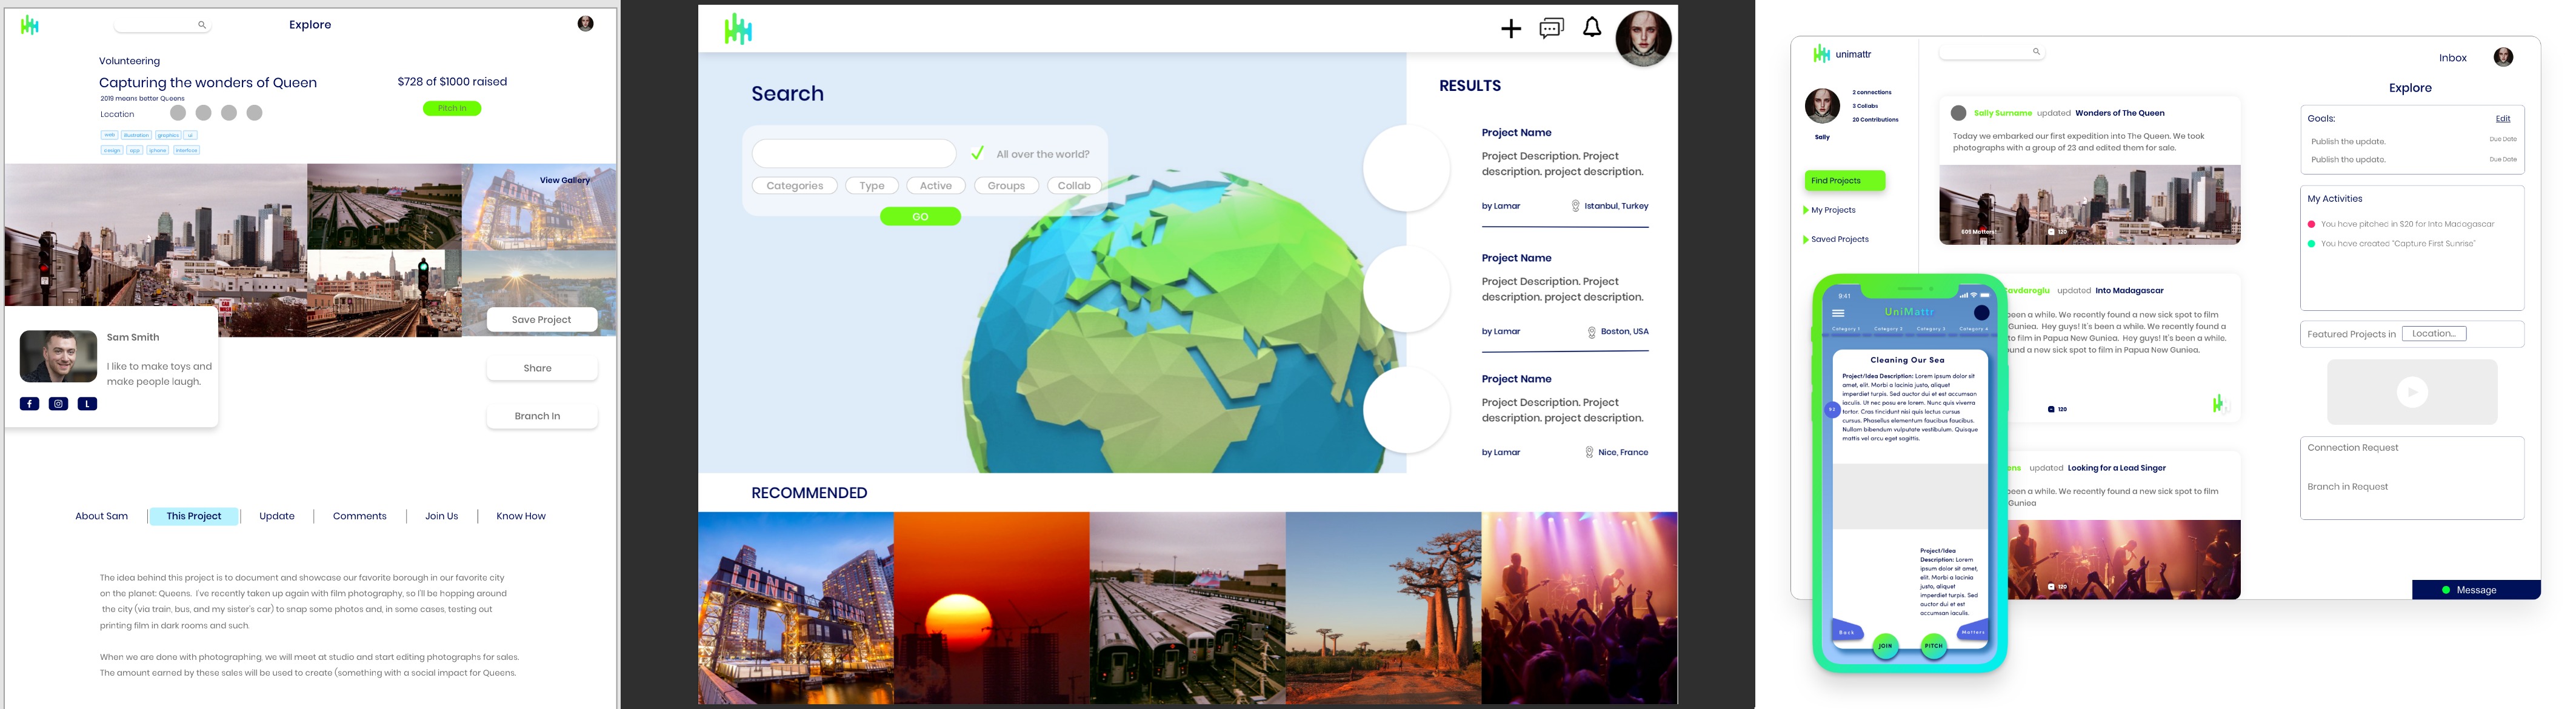 Explore
Volunteering
Capturing the wonders of Queen
2019 means better Queens
Location
web illustration graphics ui
design app iphone interface
$728 of $1000 raised
Pitch In
View Gallery
Save Project
Share
Branch In
Sam Smith
I like to make toys and
make people laugh.
About Sam
This Project
Update
Comments
Join Us
Know How
The idea behind this project is to document and showcase our favorite borough in our favorite city
on the planet: Queens. I've recently taken up again with film photography, so I'll be hopping around
the city (via train, bus, and my sister's car) to snap some photos and, in some cases, testing out
printing film in dark rooms and such.
When we are done with photographing, we will meet at studio and start editing photographs for sales.
The amount earned by these sales will be used to create (something with a social impact for Queens.
Search
All over the world?
Categories
Type
Active
Groups
Collab
GO
RESULTS
Project Name
Project Description. Project
description. project description.
by Lamar
Istanbul, Turkey
Project Name
Project Description. Project
description. project description.
by Lamar
Boston, USA
Project Name
Project Description. Project
description. project description.
by Lamar
Nice, France
RECOMMENDED
LONG
unimattr
2 connections
3 Collabs
20 Contributions
Sally
Find Projects
My Projects
Saved Projects
Sally Surname updated Wonders of The Queen
Today we embarked our first expedition into The Queen. We took
photographs with a group of 23 and edited them for sale.
605 Matters!
120
ovdaroglu updated Into Madagascar
been a while. We recently found a new sick spot to film
Guniea. Hey guys! It's been a while. We recently found a
to film in Papua New Guniea. Hey guys! It's been a while.
und a new sick spot to film in Papua New Guniea.
120
ens updated Looking for a Lead Singer
been a while. We recently found a new sick spot to film
Guniea
120
9:41
UniMattr
Category 1
Category 2
Category 3
Category 4
Cleaning Our Sea
Project/Idea Description: Lorem ipsum dolor sit
amet, elit. Morbi a lacinia justo, aliquet
imperdiet turpis. Sed auctor dui et est accumsan
iaculis. Ut nec posu ere lorem. Nunc quis viverra
tortor. Cras tincidunt nisi quis lectus cursus
cursus. Phasellus elementum faucibus faucibus.
Nullam bibendum vulputate vestibulum. Quisque
mattis vel arcu eget sagittis.
Project/Idea
Description: Lorem
ipsum dolor sit amet,
elit. Morbi a lacinia
justo, aliquet
imperdiet turpis. Sed
auctor dui et est
accumsan iaculis.
Back
JOIN
PITCH
Matters
Inbox
Explore
Goals:
Edit
Publish the update.
Due Date
Publish the update.
Due Date
My Activities
You have pitched in $20 for Into Madagascar
You have created "Capture First Sunrise"
Featured Projects in
Location...
Connection Request
Branch in Request
Message